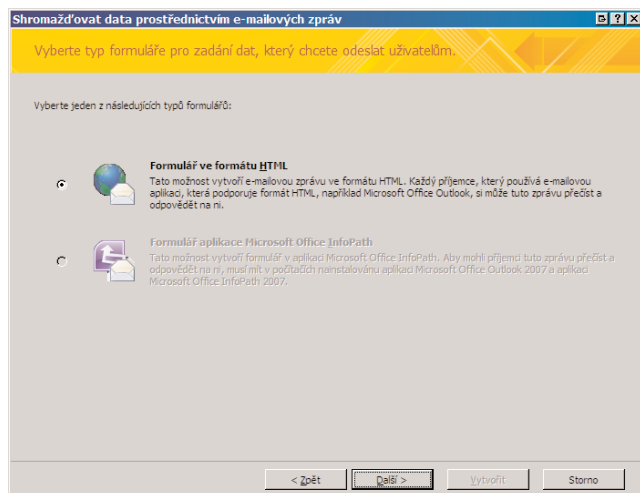 Shromažďovat data prostřednictvím e-mailových zpráv
Vyberte typ formuláře pro zadání dat, který chcete odeslat uživatelům.
Vyberte jeden z následujících typů formulářů:
Formulář ve formátu HTML
Tato možnost vytvoří e-mailovou zprávu ve formátu HTML. Každý příjemce, který používá e-mailovou
aplikaci, která podporuje formát HTML, například Microsoft Office Outlook, si může tuto zprávu přečíst a
odpovědět na ni.
Formulář aplikace Microsoft Office InfoPath
Tato možnost vytvoří formulář v aplikaci Microsoft Office InfoPath. Aby mohli příjemci tuto zprávu přečíst a
odpovědět na ni, musí mít v počítačích nainstalovánu aplikaci Microsoft Office Outlook 2007 a aplikaci
Microsoft Office InfoPath 2007.
< Zpět Další > Vytvořit Storno